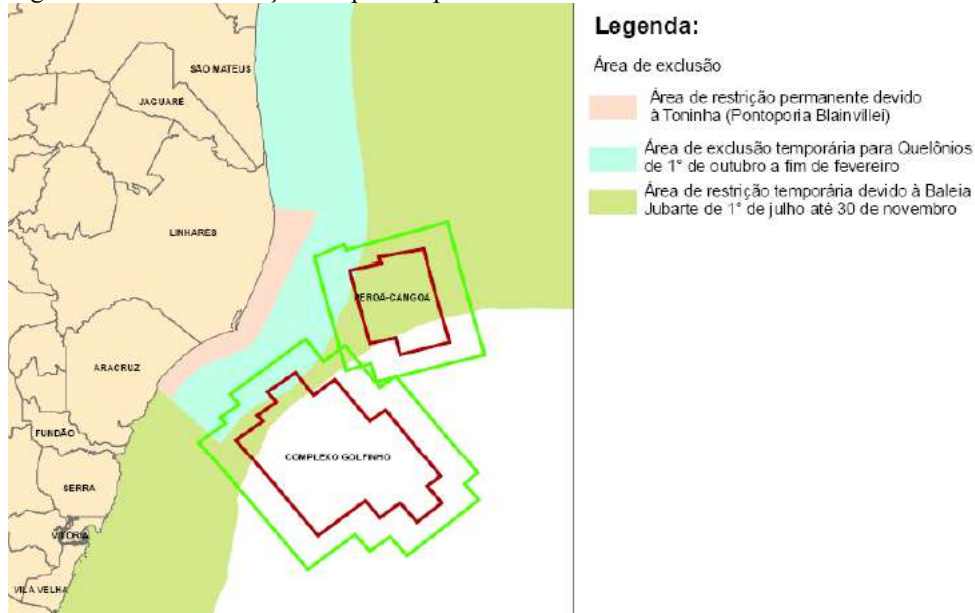 Legenda:
Área de exclusão
Área de restrição permanente devido
à Toninha (Pontoporia Blainvillei)
Área de exclusão temporária para Quelônios
de 1° de outubro a fim de fevereiro
Área de restrição temporária devido à Baleia
Jubarte de 1° de julho até 30 de novembro
SÃO MATEUS
JAGUARÉ
LINHARES
PEROÁ-CANGOÁ
ARACRUZ
FUNDÃO
COMPLEXO GOLFINHO
SERRA
VITÓRIA
VILA VELHA